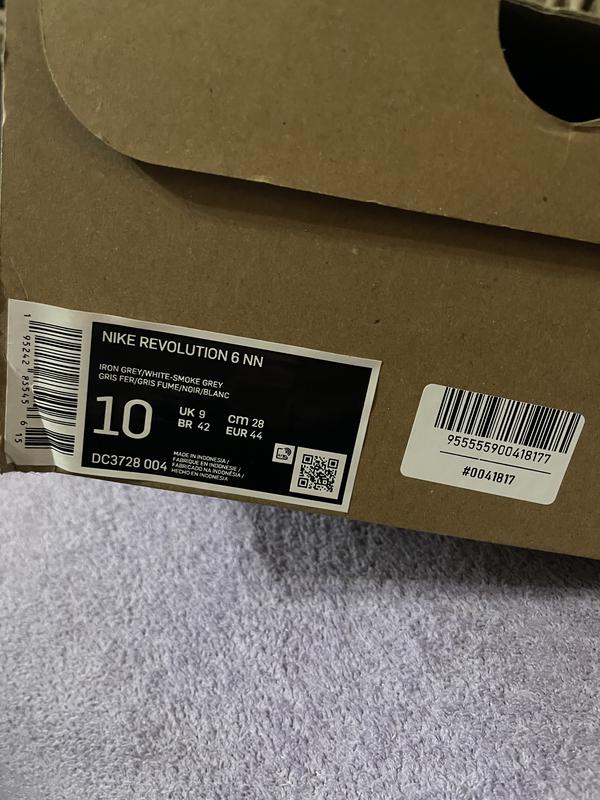 NIKE REVOLUTION 6 NN
IRON GREY/WHITE-SMOKE GREY
GRIS FER/GRIS FUME/NOIR/BLANC
10
UK 9
BR 42
cm 28
EUR 44
DC3728 004
MADE IN INDONESIA /
FABRIQUE EN INDONESIE /
FABRICADO NA INDONÉSIA /
HECHO EN INDONESIA
955555900418177
#0041817